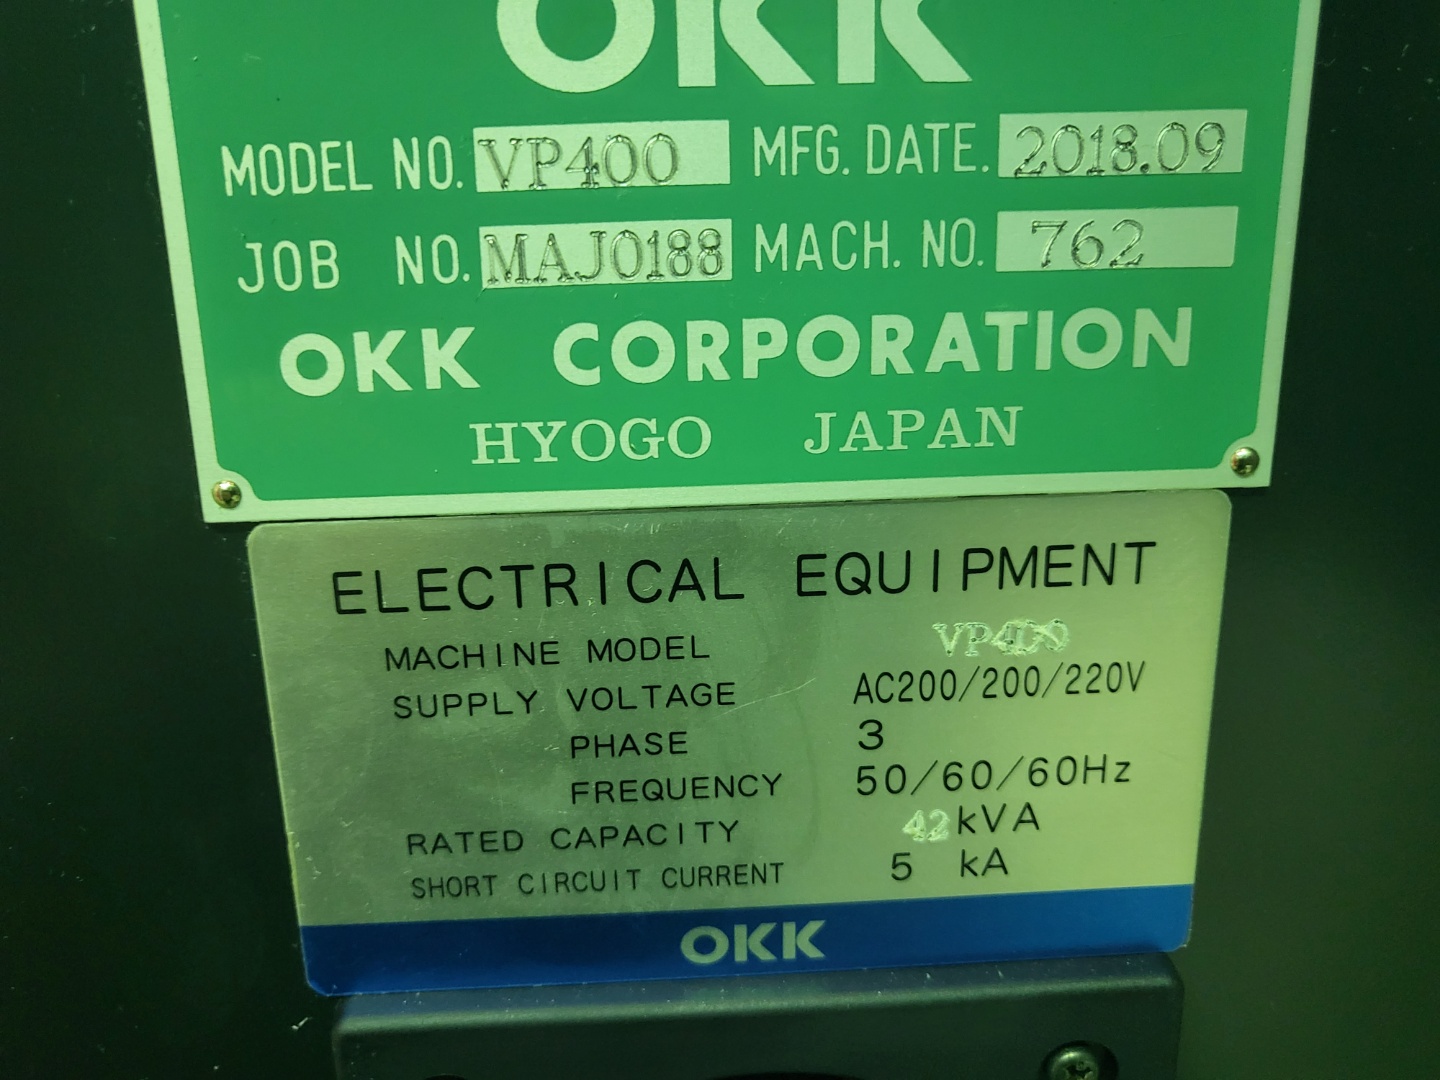 OKK
MODEL NO. VP400 MFG. DATE. 2018.09
JOB NO. MAJ0188 MACH. NO. 762
OKK CORPORATION
HYOGO JAPAN
ELECTRICAL EQUIPMENT
MACHINE MODEL VP400
SUPPLY VOLTAGE AC200/200/220V
PHASE 3
FREQUENCY 50/60/60Hz
RATED CAPACITY 42 kVA
SHORT CIRCUIT CURRENT 5 kA
OKK